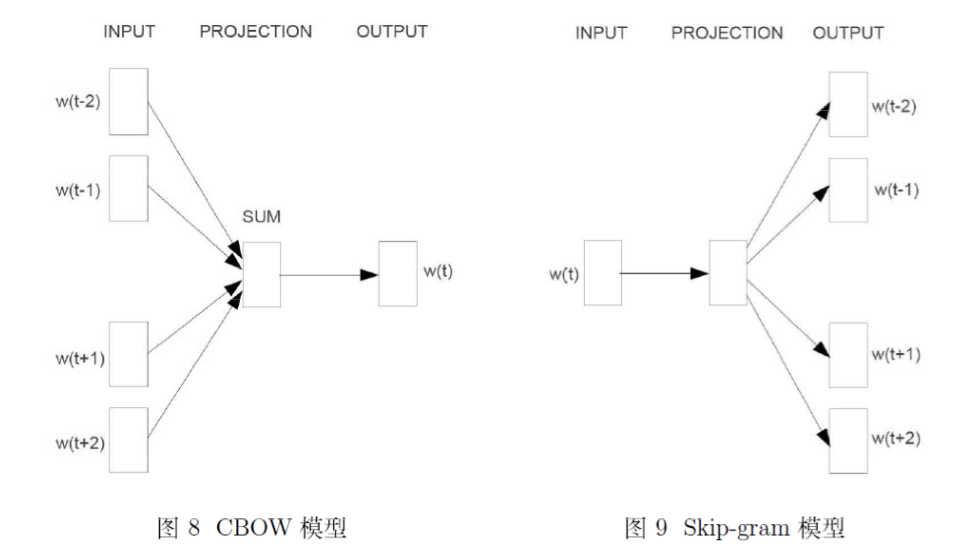 INPUT PROJECTION OUTPUT
w(t-2)
w(t-1)
SUM
w(t)
w(t+1)
w(t+2)
图 8 CBOW 模型
INPUT PROJECTION OUTPUT
w(t-2)
w(t-1)
w(t)
w(t+1)
w(t+2)
图 9 Skip-gram 模型